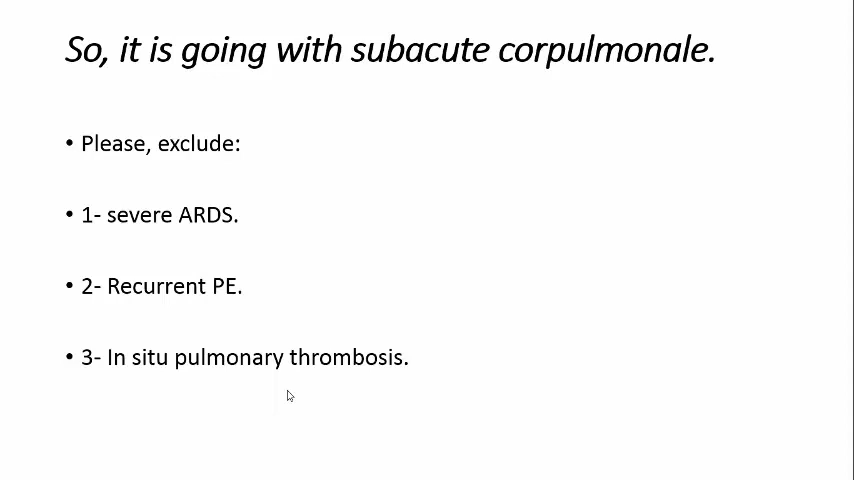 So, it is going with subacute corpulmonale.
• Please, exclude:
• 1- severe ARDS.
• 2- Recurrent PE.
• 3- In situ pulmonary thrombosis.